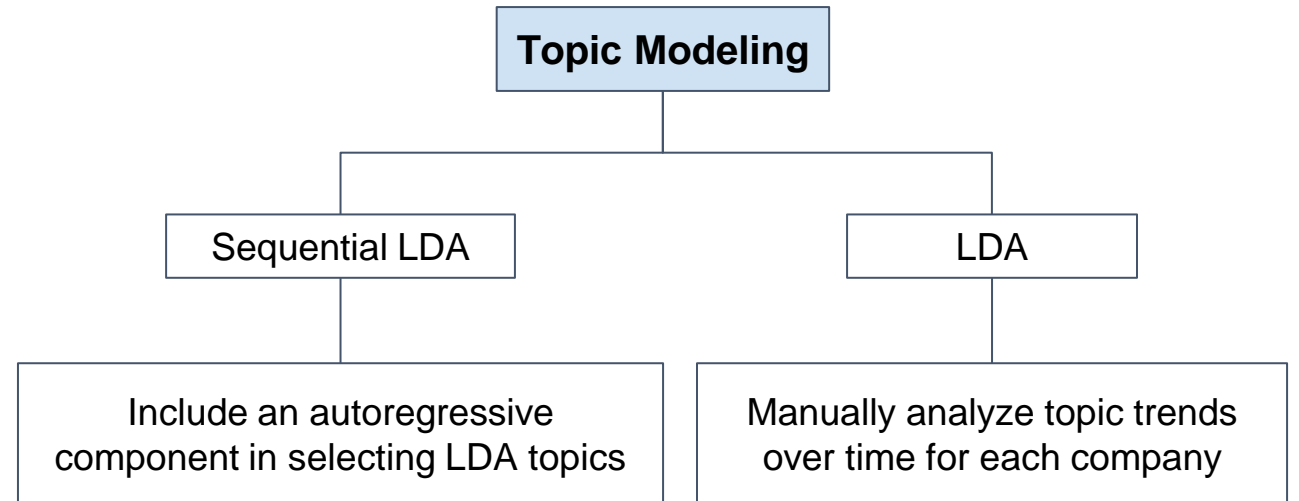 Topic Modeling
Sequential LDA
LDA
Include an autoregressive
component in selecting LDA topics
Manually analyze topic trends
over time for each company